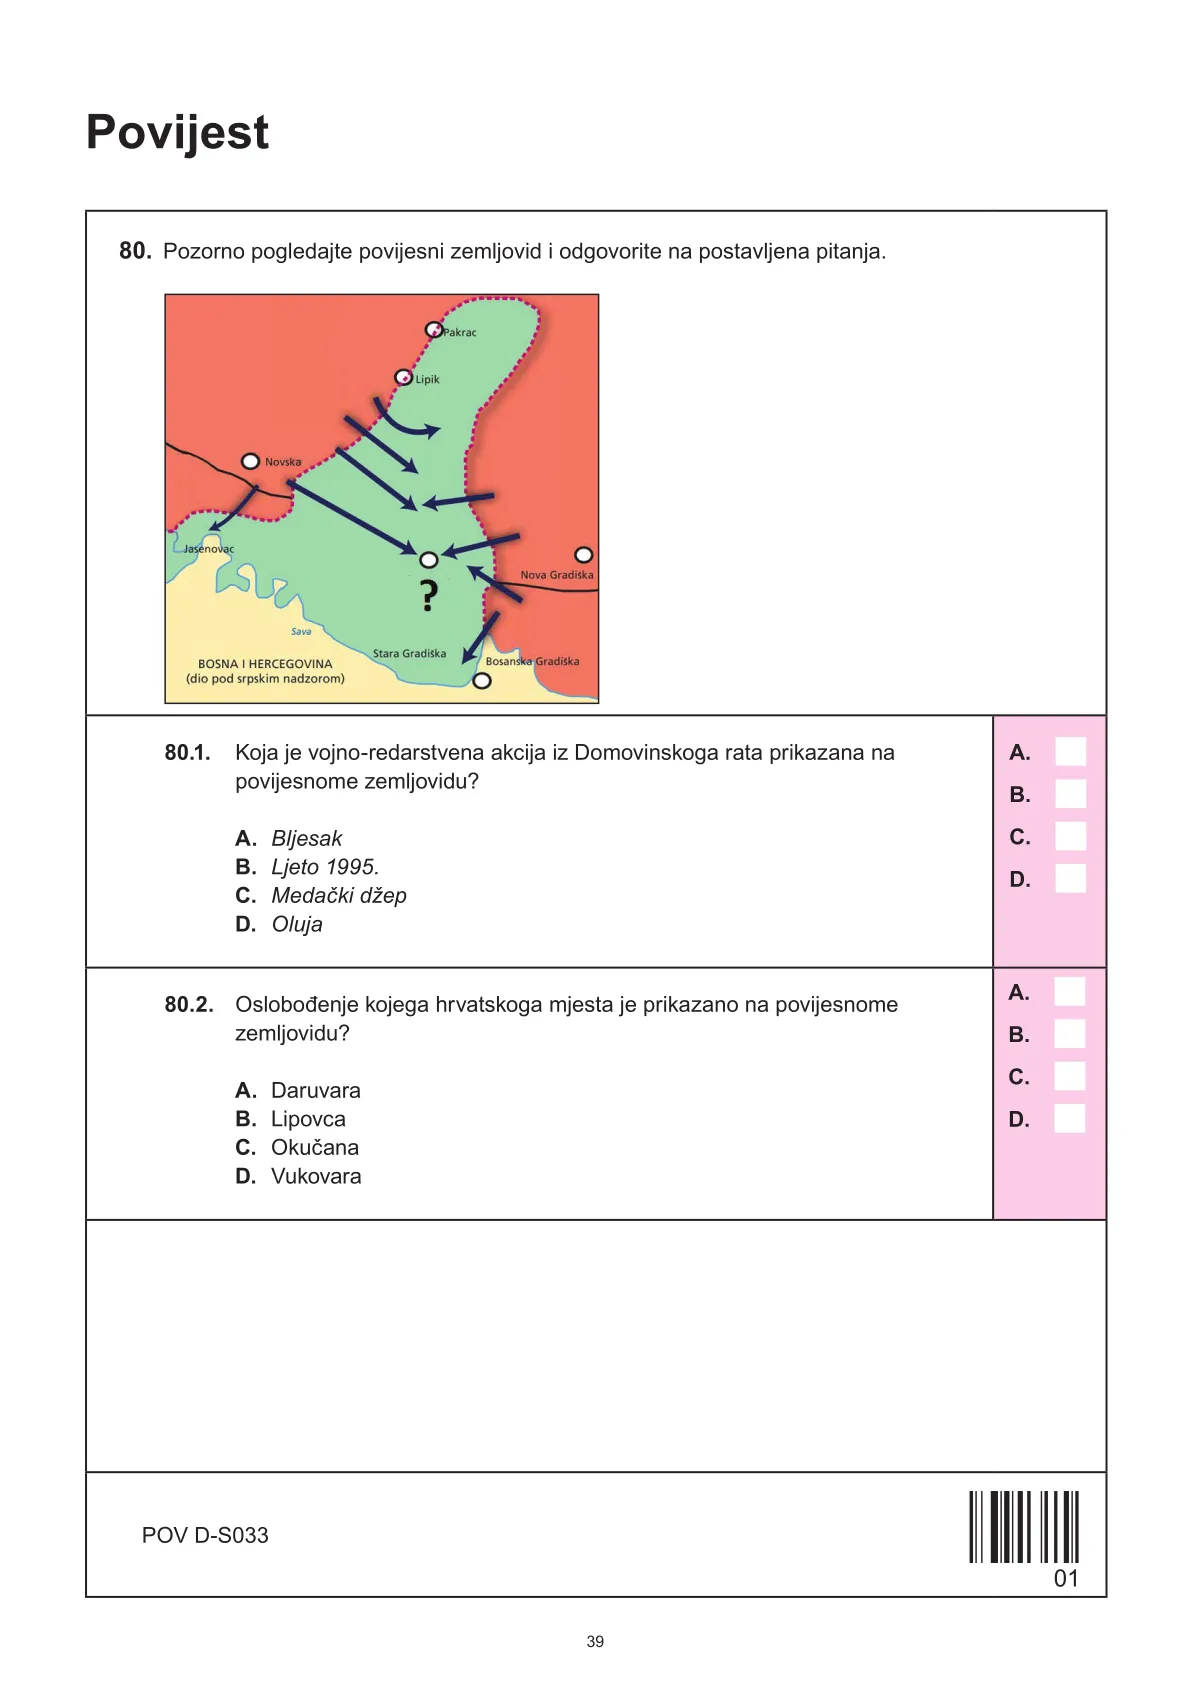 Povijest
80. Pozorno pogledajte povijesni zemljovid i odgovorite na postavljena pitanja.
Pakrac
Lipik
Novska
Jasenovac
Nova Gradiška
?
Sava
Stara Gradiška
Bosanska Gradiška
BOSNA I HERCEGOVINA
(dio pod srpskim nadzorom)
80.1. Koja je vojno-redarstvena akcija iz Domovinskoga rata prikazana na
povijesnome zemljovidu?
A. Bljesak
B. Ljeto 1995.
C. Medački džep
D. Oluja
A.
B.
C.
D.
80.2. Oslobođenje kojega hrvatskoga mjesta je prikazano na povijesnome
zemljovidu?
A. Daruvara
B. Lipovca
C. Okučana
D. Vukovara
A.
B.
C.
D.
POV D-S033
01
39